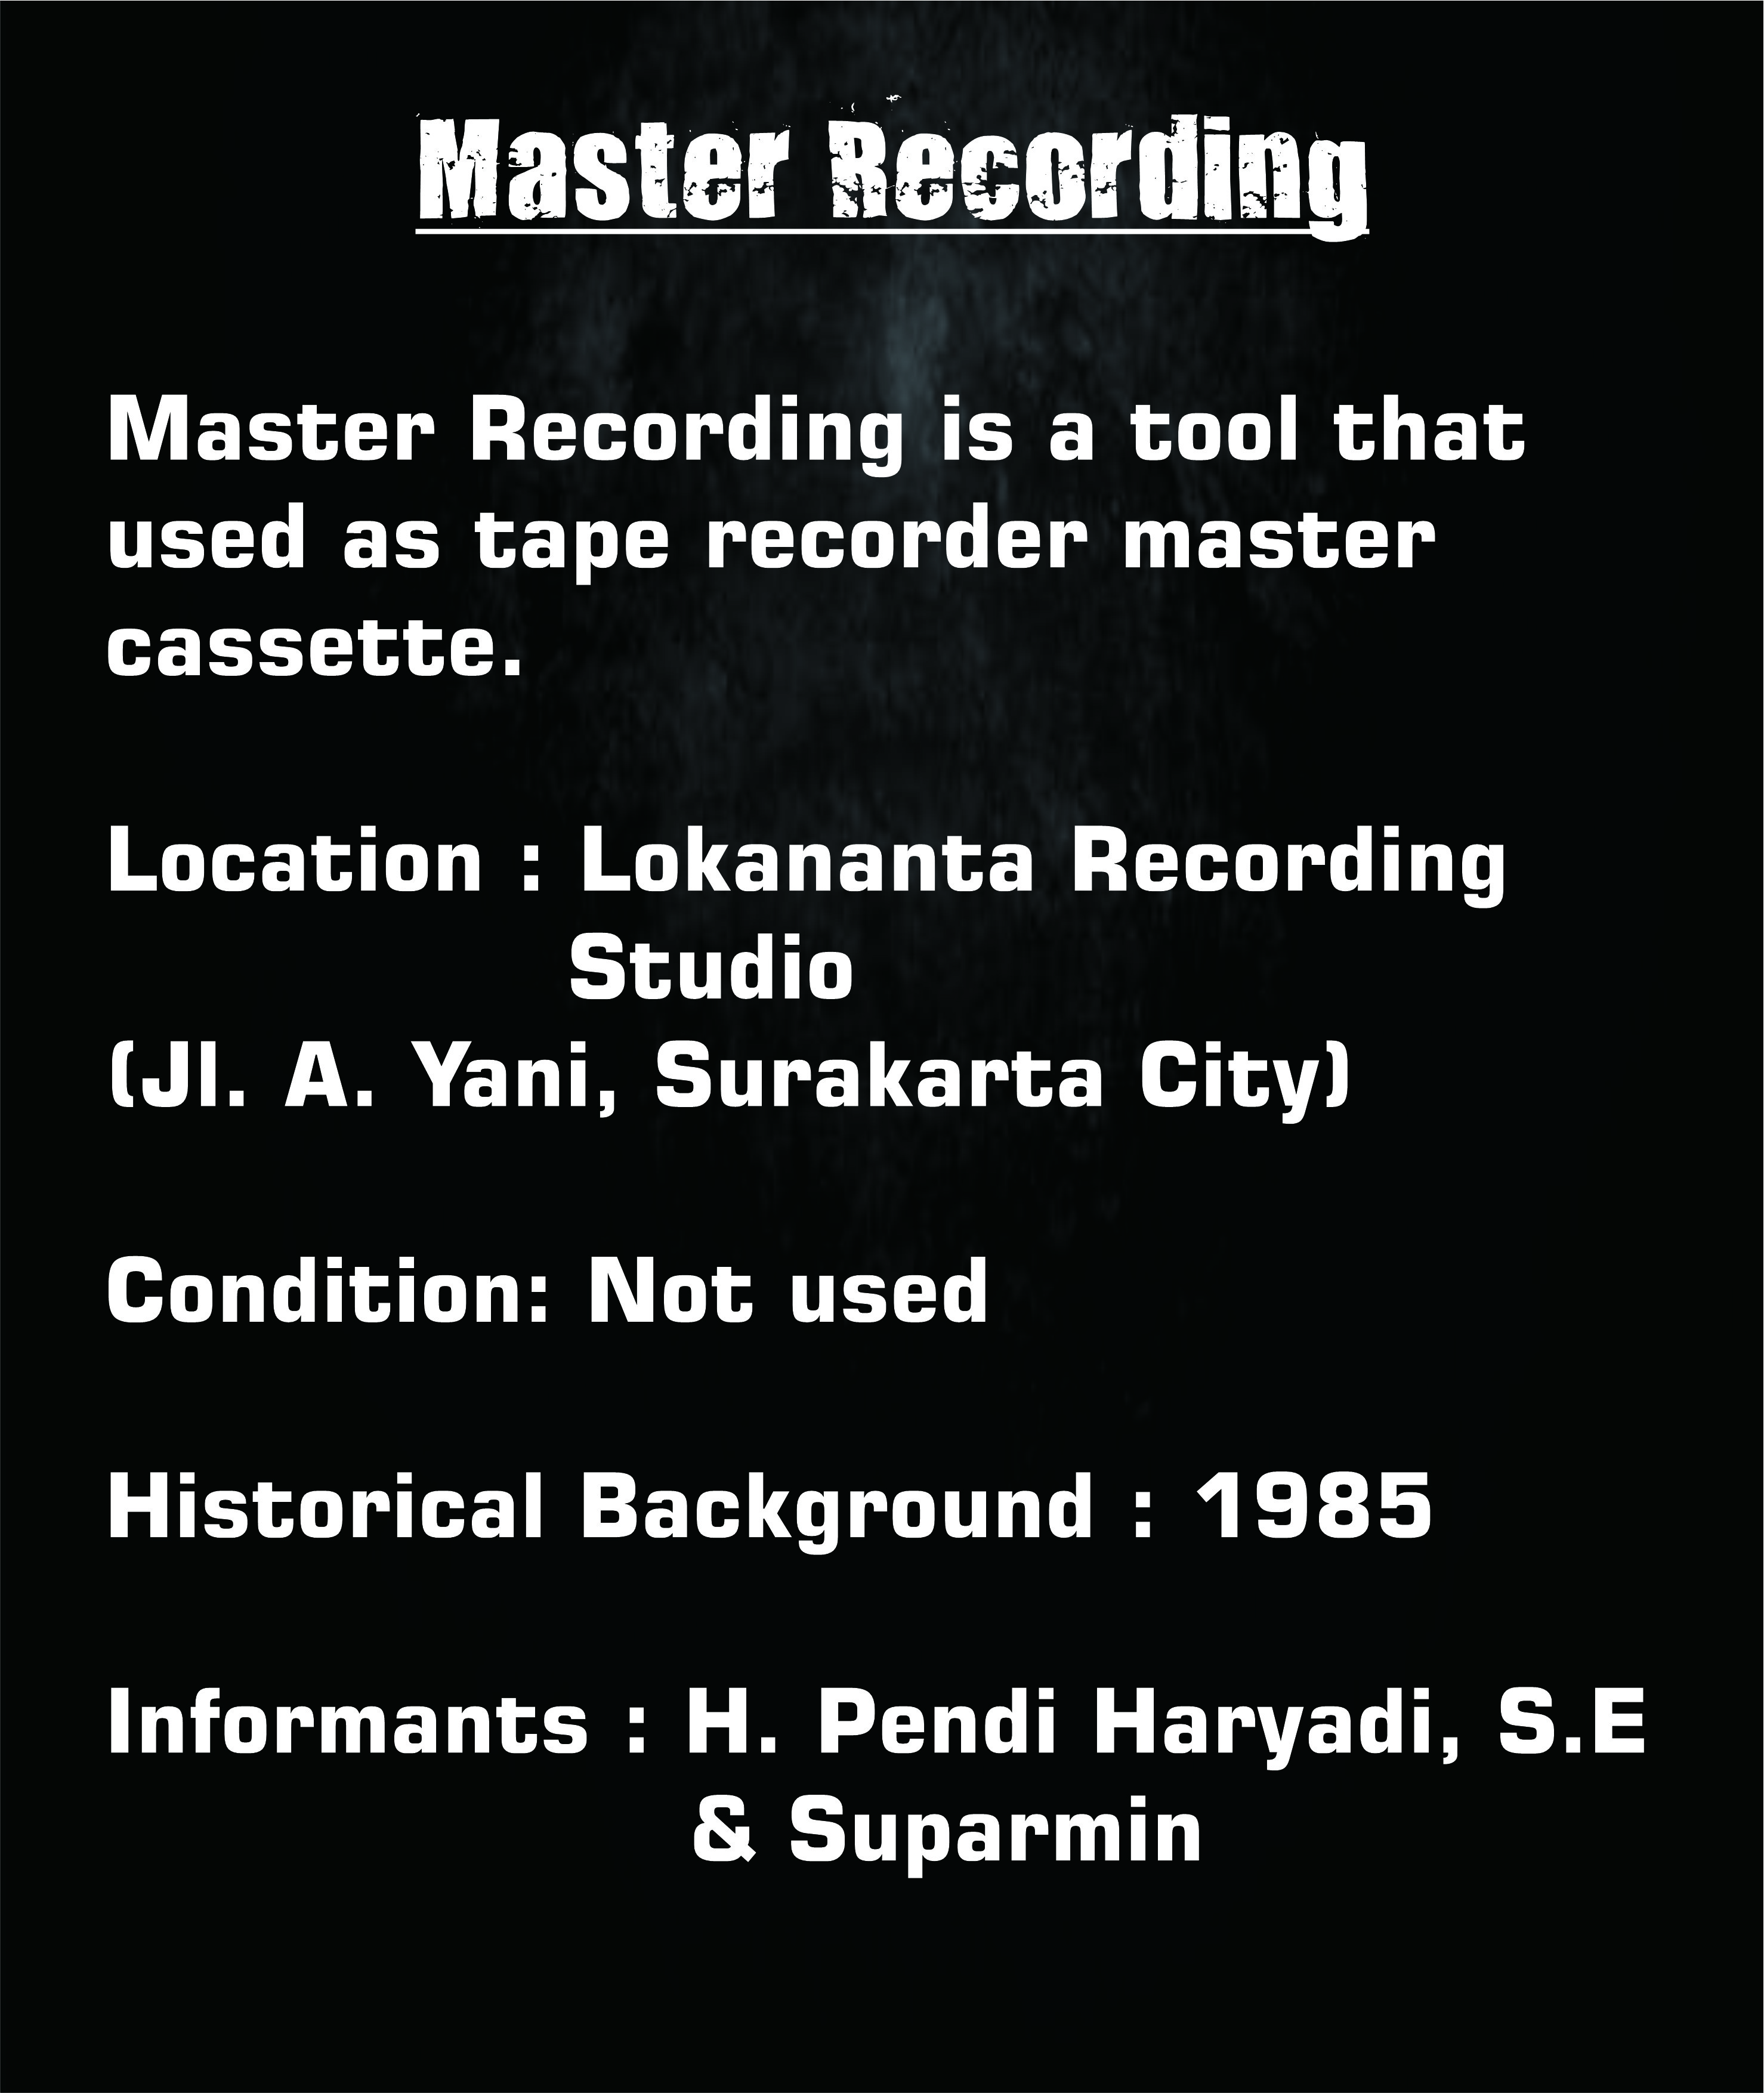 Master Recording
Master Recording is a tool that
used as tape recorder master
cassette.
Location : Lokananta Recording
Studio
(Jl. A. Yani, Surakarta City)
Condition: Not used
Historical Background : 1985
Informants : H. Pendi Haryadi, S.E
& Suparmin